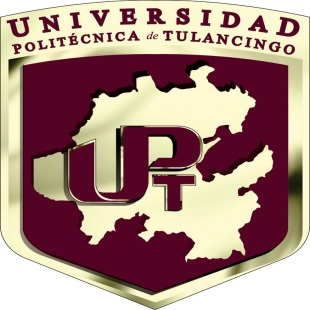 UNIVERSIDAD
POLITÉCNICA de TULANCINGO
UPT